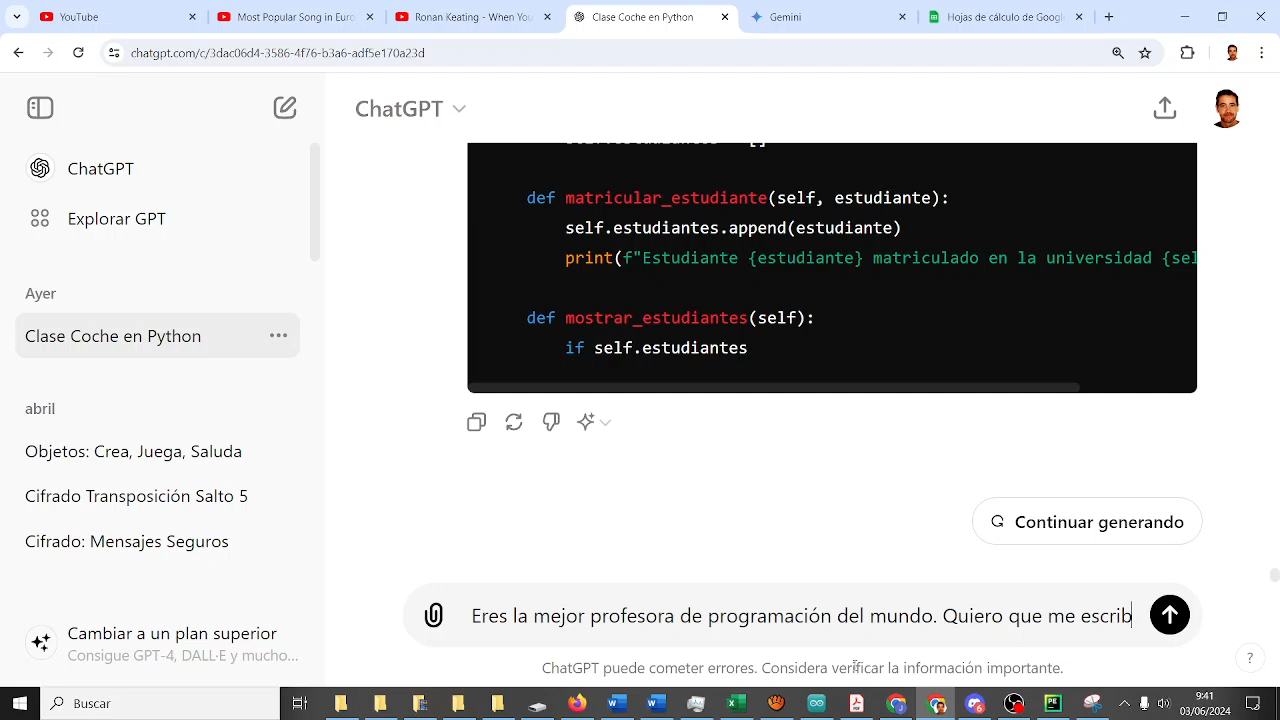 YouTube
Most Popular Song in Euro
Ronan Keating - When You
Clase Coche en Python
Gemini
Hojas de cálculo de Google
chatgpt.com/c/3dac06d4-3586-4f76-b3a6-adf5e170a23d
ChatGPT
ChatGPT
Explorar GPT
Ayer
Clase Coche en Python
abril
Objetos: Crea, Juega, Saluda
Cifrado Transposición Salto 5
Cifrado: Mensajes Seguros
Cambiar a un plan superior
Consigue GPT-4, DALL·E y mucho...
def matricular_estudiante(self, estudiante):
self.estudiantes.append(estudiante)
print(f"Estudiante {estudiante} matriculado en la universidad {sel
def mostrar_estudiantes(self):
if self.estudiantes
Continuar generando
Eres la mejor profesora de programación del mundo. Quiero que me escrib
ChatGPT puede cometer errores. Considera verificar la información importante.
?
Buscar
9:41
03/06/2024